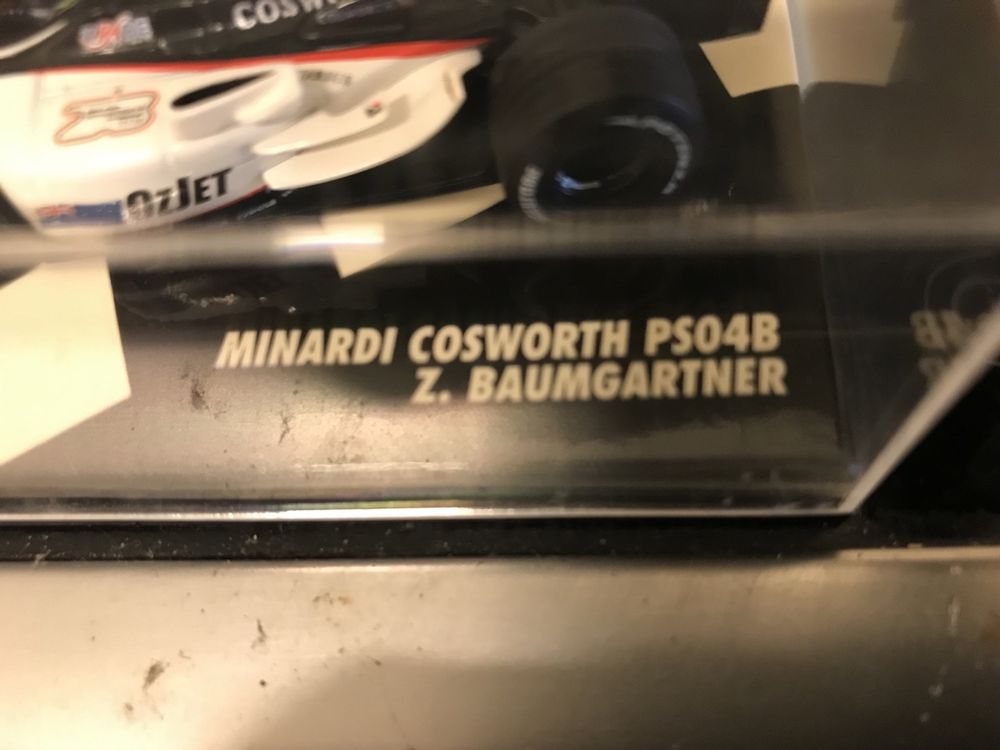 COSW
OzJET
MINARDI COSWORTH PS04B
Z. BAUMGARTNER